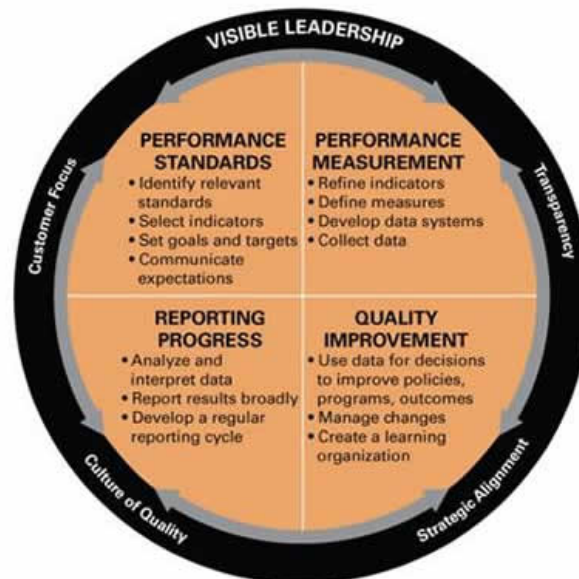 VISIBLE LEADERSHIP
Customer Focus
Transparency
PERFORMANCE
STANDARDS
• Identify relevant
standards
• Select indicators
• Set goals and targets
• Communicate
expectations
PERFORMANCE
MEASUREMENT
• Refine indicators
• Define measures
• Develop data systems
• Collect data
REPORTING
PROGRESS
• Analyze and
interpret data
• Report results broadly
• Develop a regular
reporting cycle
QUALITY
IMPROVEMENT
• Use data for decisions
to improve policies,
programs, outcomes
• Manage changes
• Create a learning
organization
Culture of Quality
Strategic Alignment